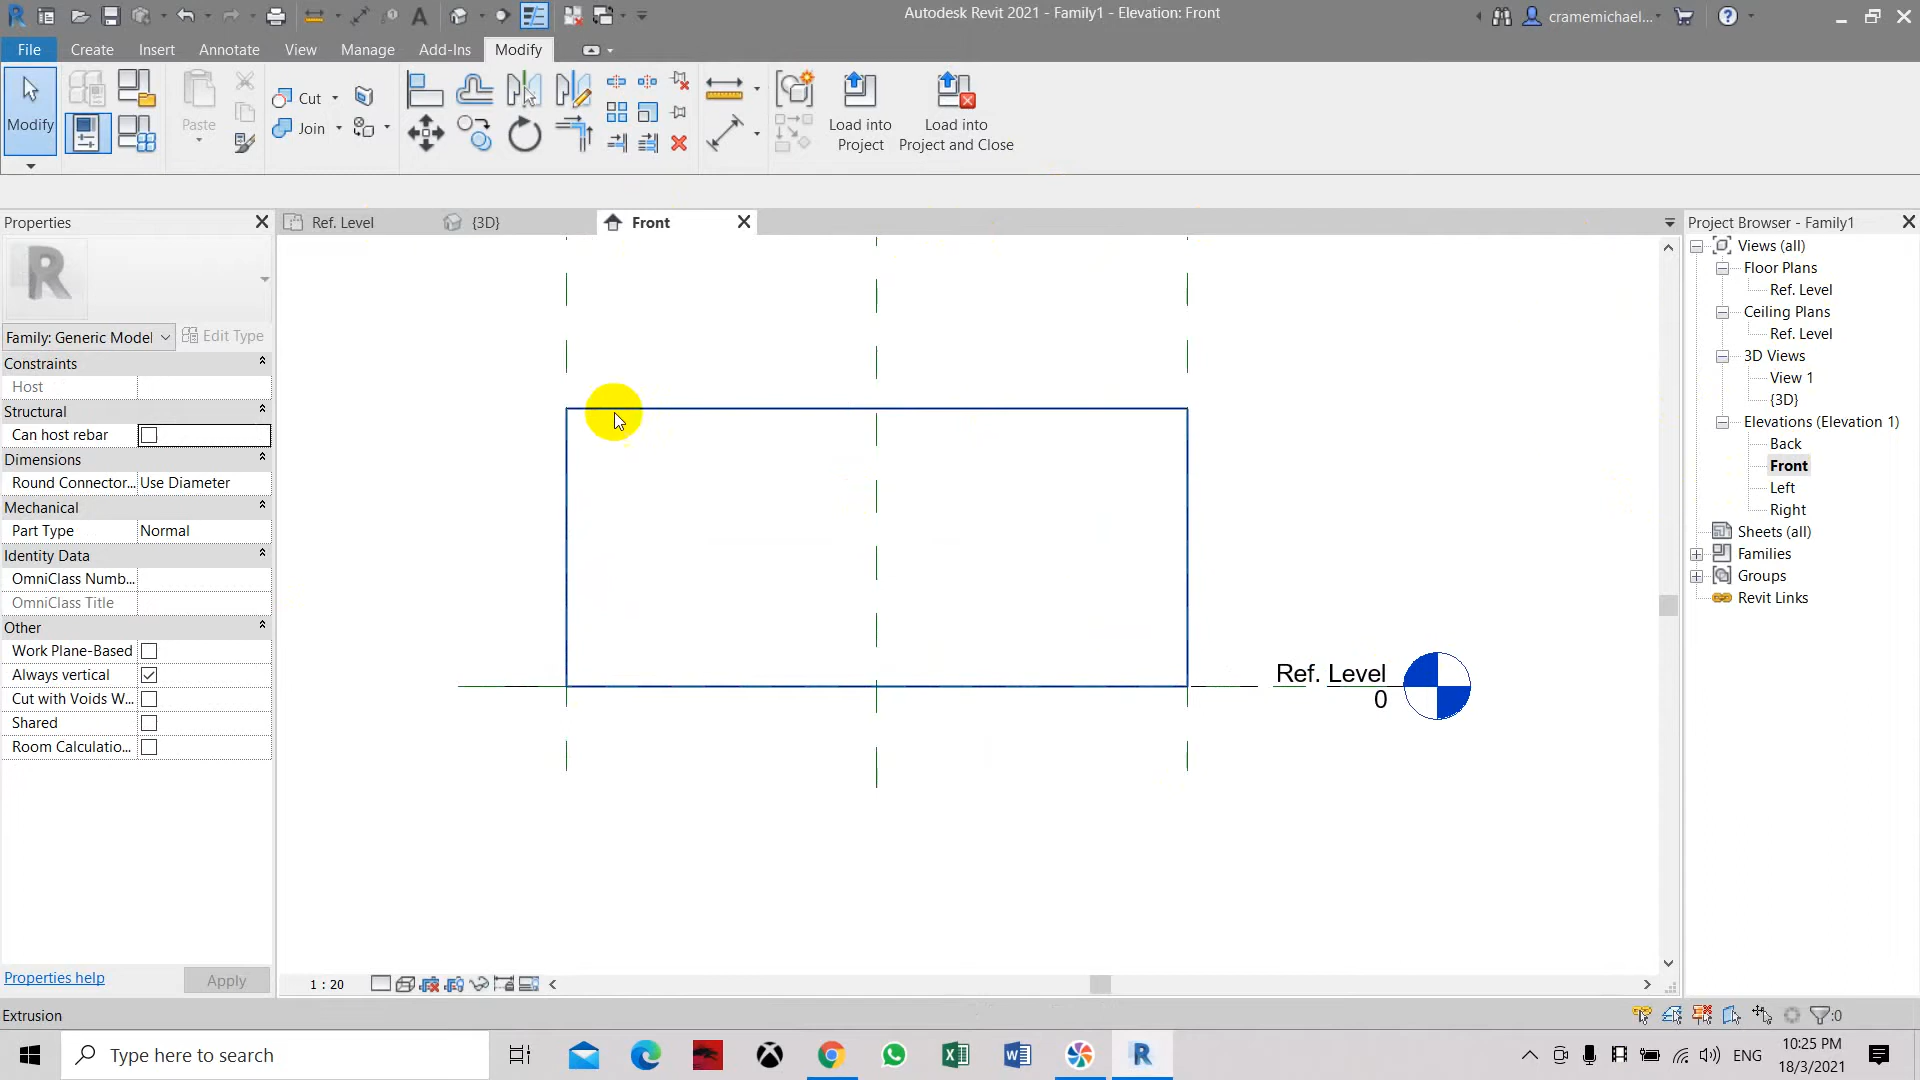 Autodesk Revit 2021 - Family1 - Elevation: Front
cramemichael...
File Create Insert Annotate View Manage Add-Ins Modify
Modify
Paste
Cut
Join
Load into
Project
Load into
Project and Close
Properties
Ref. Level
{3D}
Front
Project Browser - Family1
Family: Generic Model
Edit Type
Constraints
Host
Structural
Can host rebar
Dimensions
Round Connector... Use Diameter
Mechanical
Part Type Normal
Identity Data
OmniClass Numb...
OmniClass Title
Other
Work Plane-Based
Always vertical
Cut with Voids W...
Shared
Room Calculatio...
Properties help
Apply
Ref. Level
0
Views (all)
Floor Plans
Ref. Level
Ceiling Plans
Ref. Level
3D Views
View 1
{3D}
Elevations (Elevation 1)
Back
Front
Left
Right
Sheets (all)
Families
Groups
Revit Links
1 : 20
Extrusion
:0
Type here to search
ENG
10:25 PM
18/3/2021